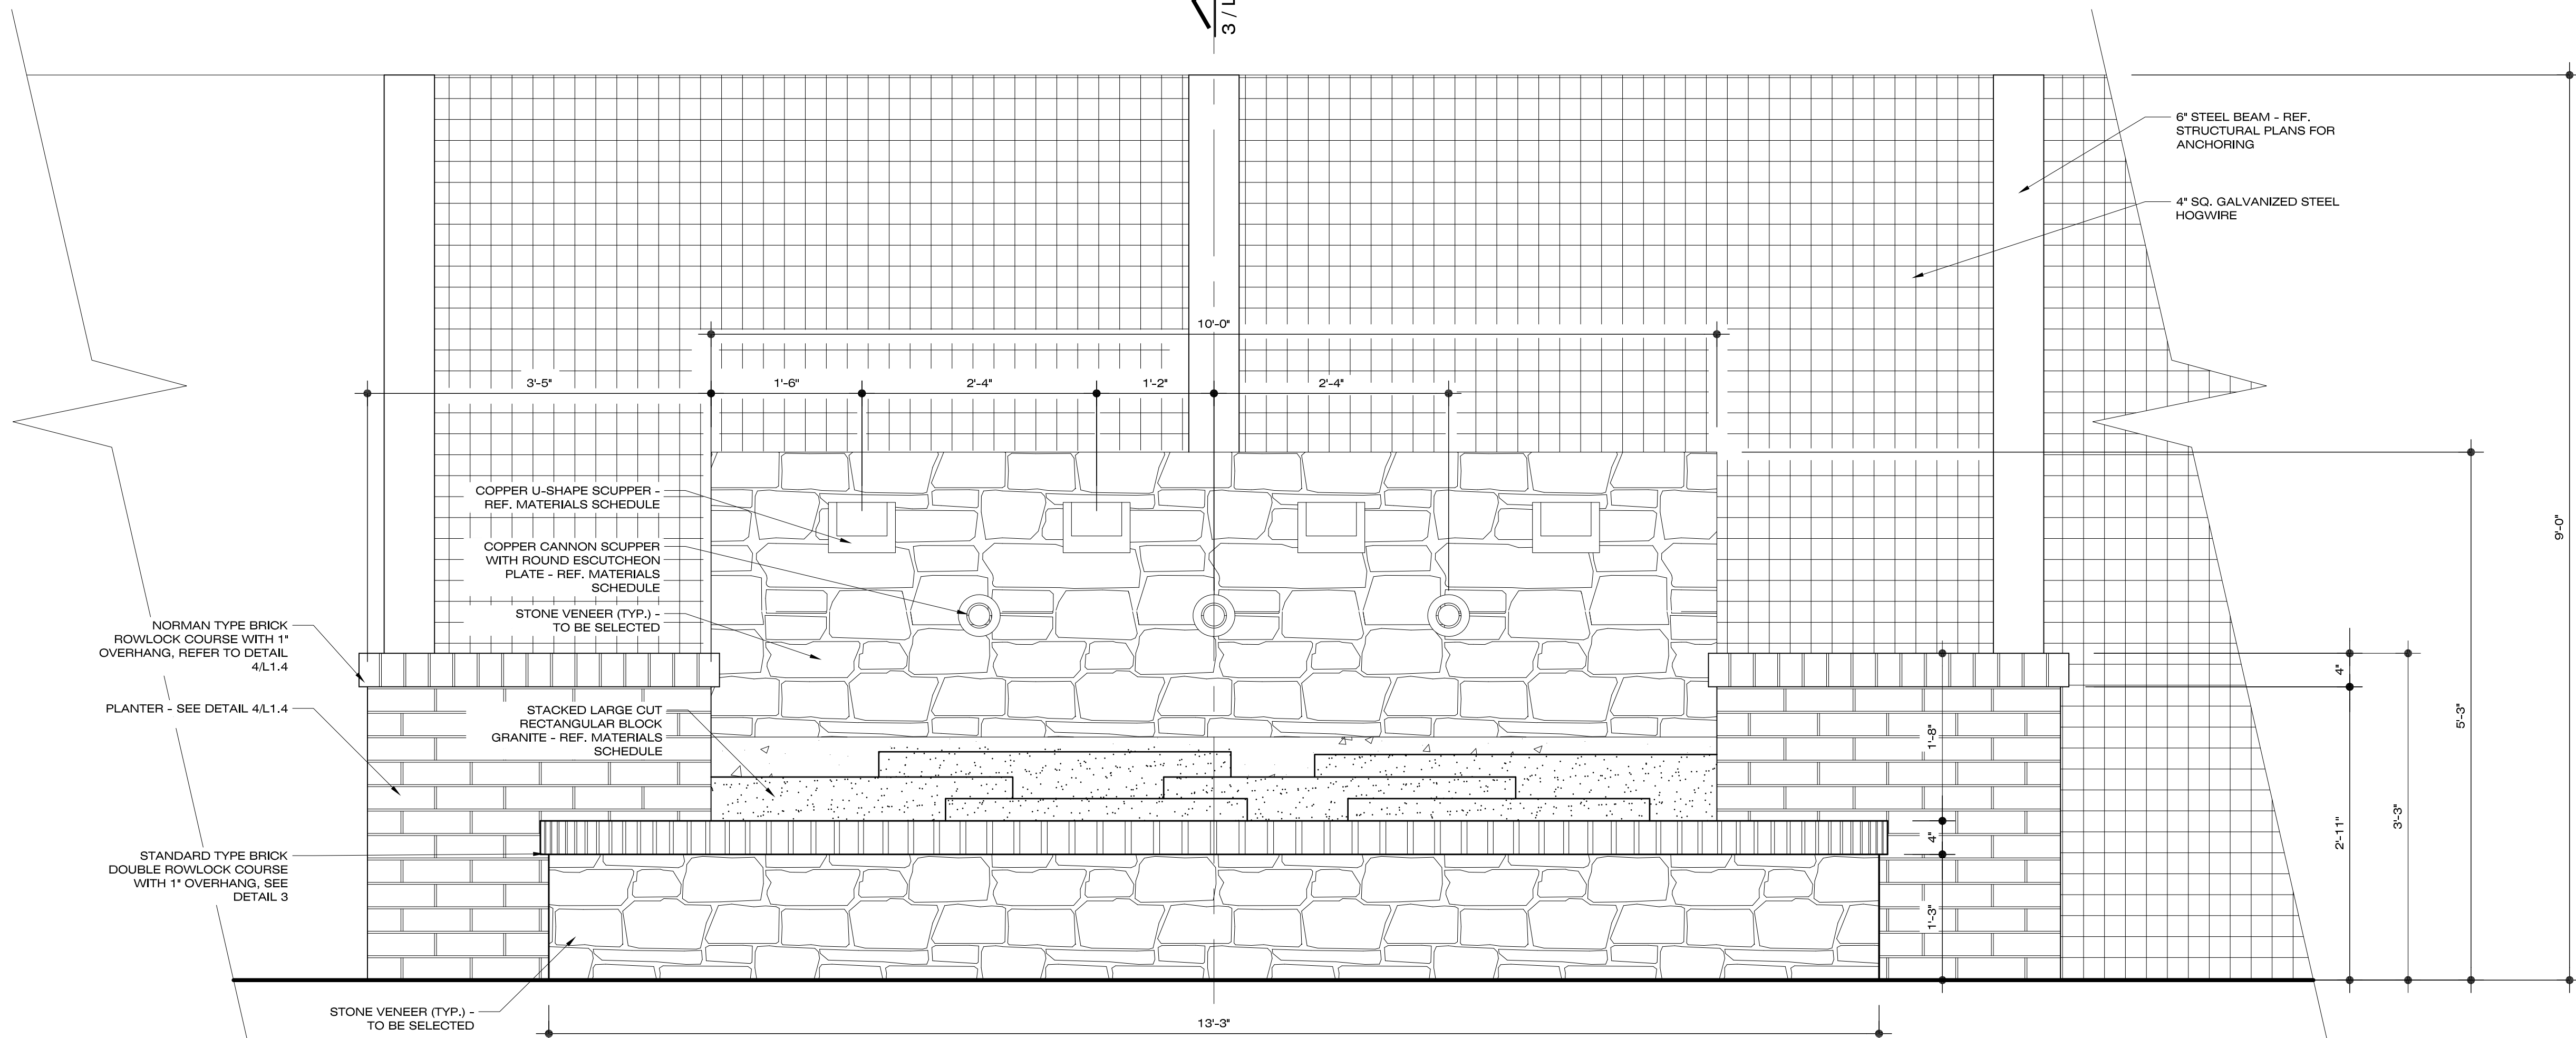 3 / L
6" STEEL BEAM - REF.
STRUCTURAL PLANS FOR
ANCHORING
4" SQ. GALVANIZED STEEL
HOGWIRE
10'-0"
3'-5"
1'-6"
2'-4"
1'-2"
2'-4"
COPPER U-SHAPE SCUPPER -
REF. MATERIALS SCHEDULE
COPPER CANNON SCUPPER
WITH ROUND ESCUTCHEON
PLATE - REF. MATERIALS
SCHEDULE
STONE VENEER (TYP.) -
TO BE SELECTED
NORMAN TYPE BRICK
ROWLOCK COURSE WITH 1"
OVERHANG, REFER TO DETAIL
4/L1.4
PLANTER - SEE DETAIL 4/L1.4
STACKED LARGE CUT
RECTANGULAR BLOCK
GRANITE - REF. MATERIALS
SCHEDULE
STANDARD TYPE BRICK
DOUBLE ROWLOCK COURSE
WITH 1" OVERHANG, SEE
DETAIL 3
STONE VENEER (TYP.) -
TO BE SELECTED
13'-3"
1'-8"
4"
1'-3"
4"
2'-11"
3'-3"
5'-3"
9'-0"